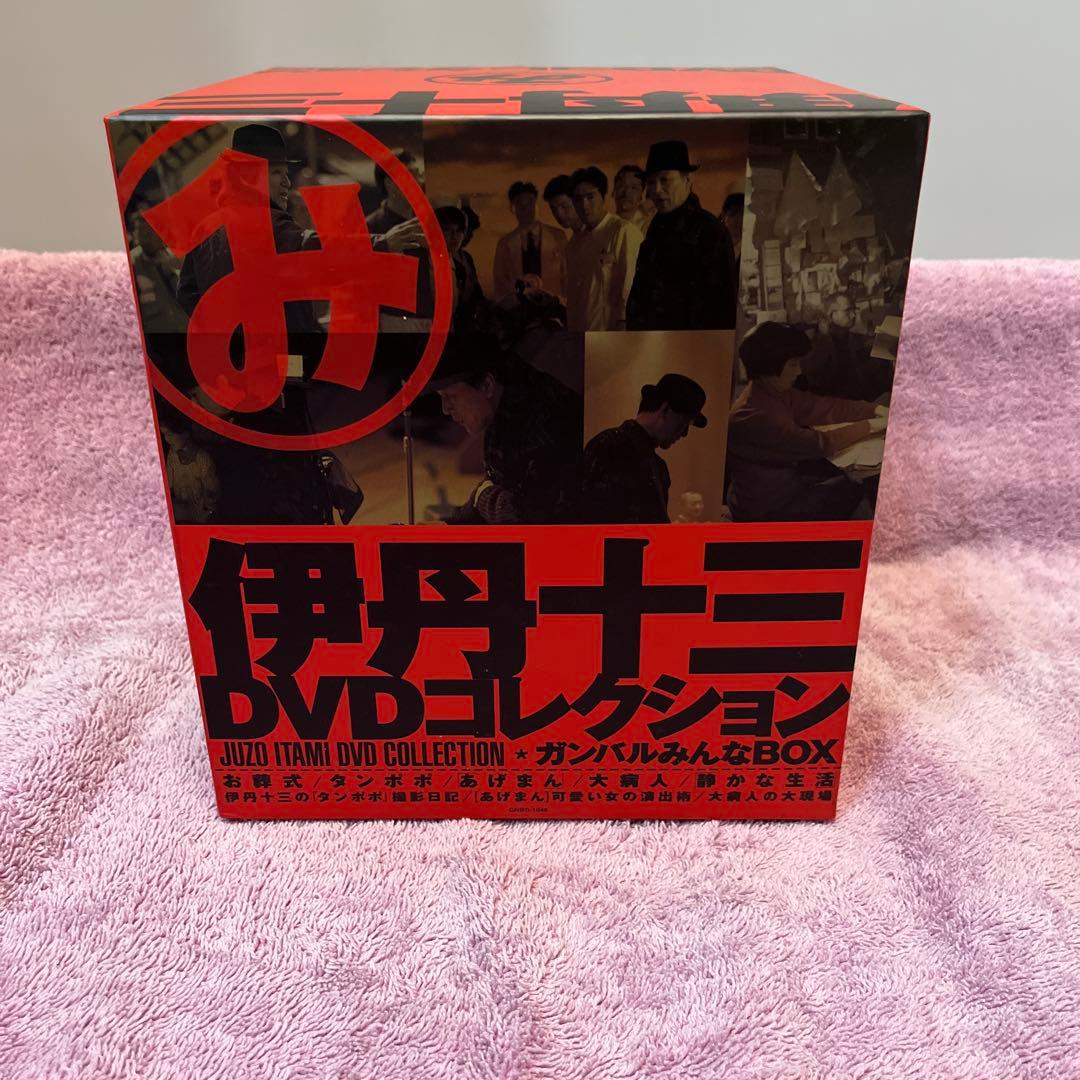 み
伊丹十三
DVDコレクション
JUZO ITAMI DVD COLLECTION ★ ガンバルみんなBOX
お葬式/タンポポ/あげまん/大病人/静かな生活
伊丹十三の「タンポポ」撮影日記/[あげまん]可愛い女の演出術/大病人の大現場